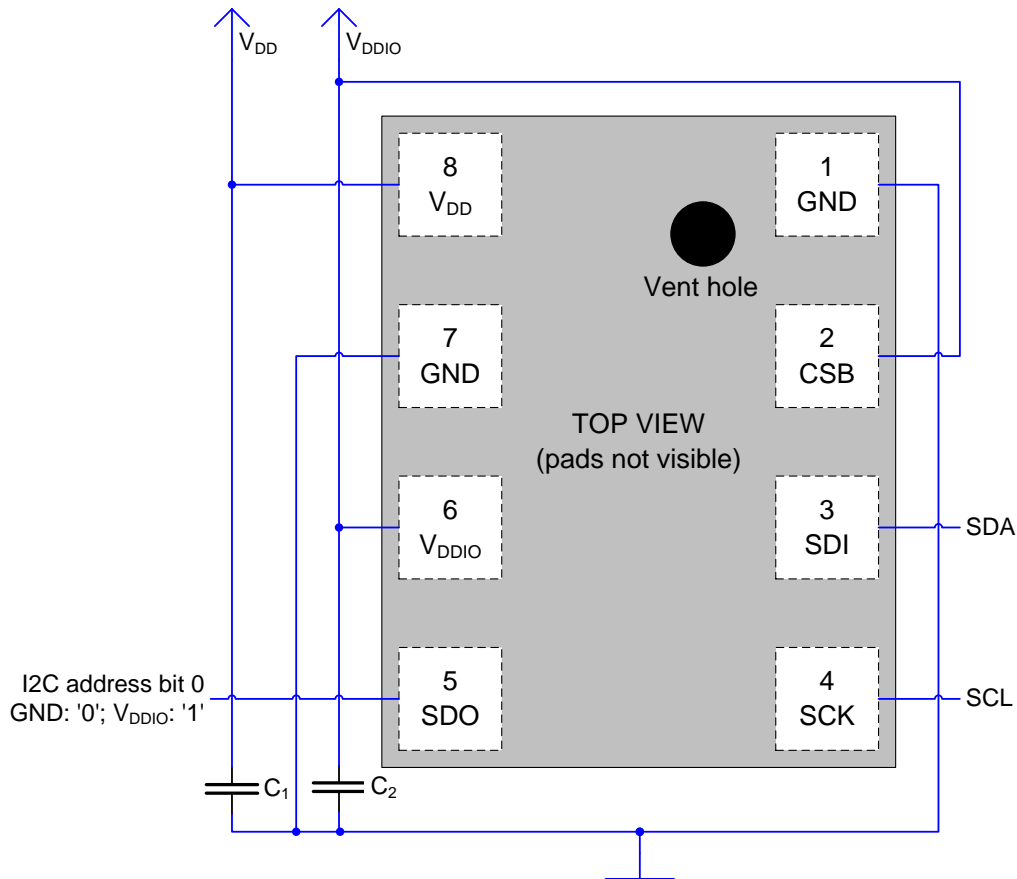 VDD
VDDIO
8
VDD
1
GND
Vent hole
7
GND
2
CSB
TOP VIEW
(pads not visible)
6
VDDIO
3
SDI
SDA
I2C address bit 0
GND: '0'; VDDIO: '1'
5
SDO
4
SCK
SCL
C1
C2